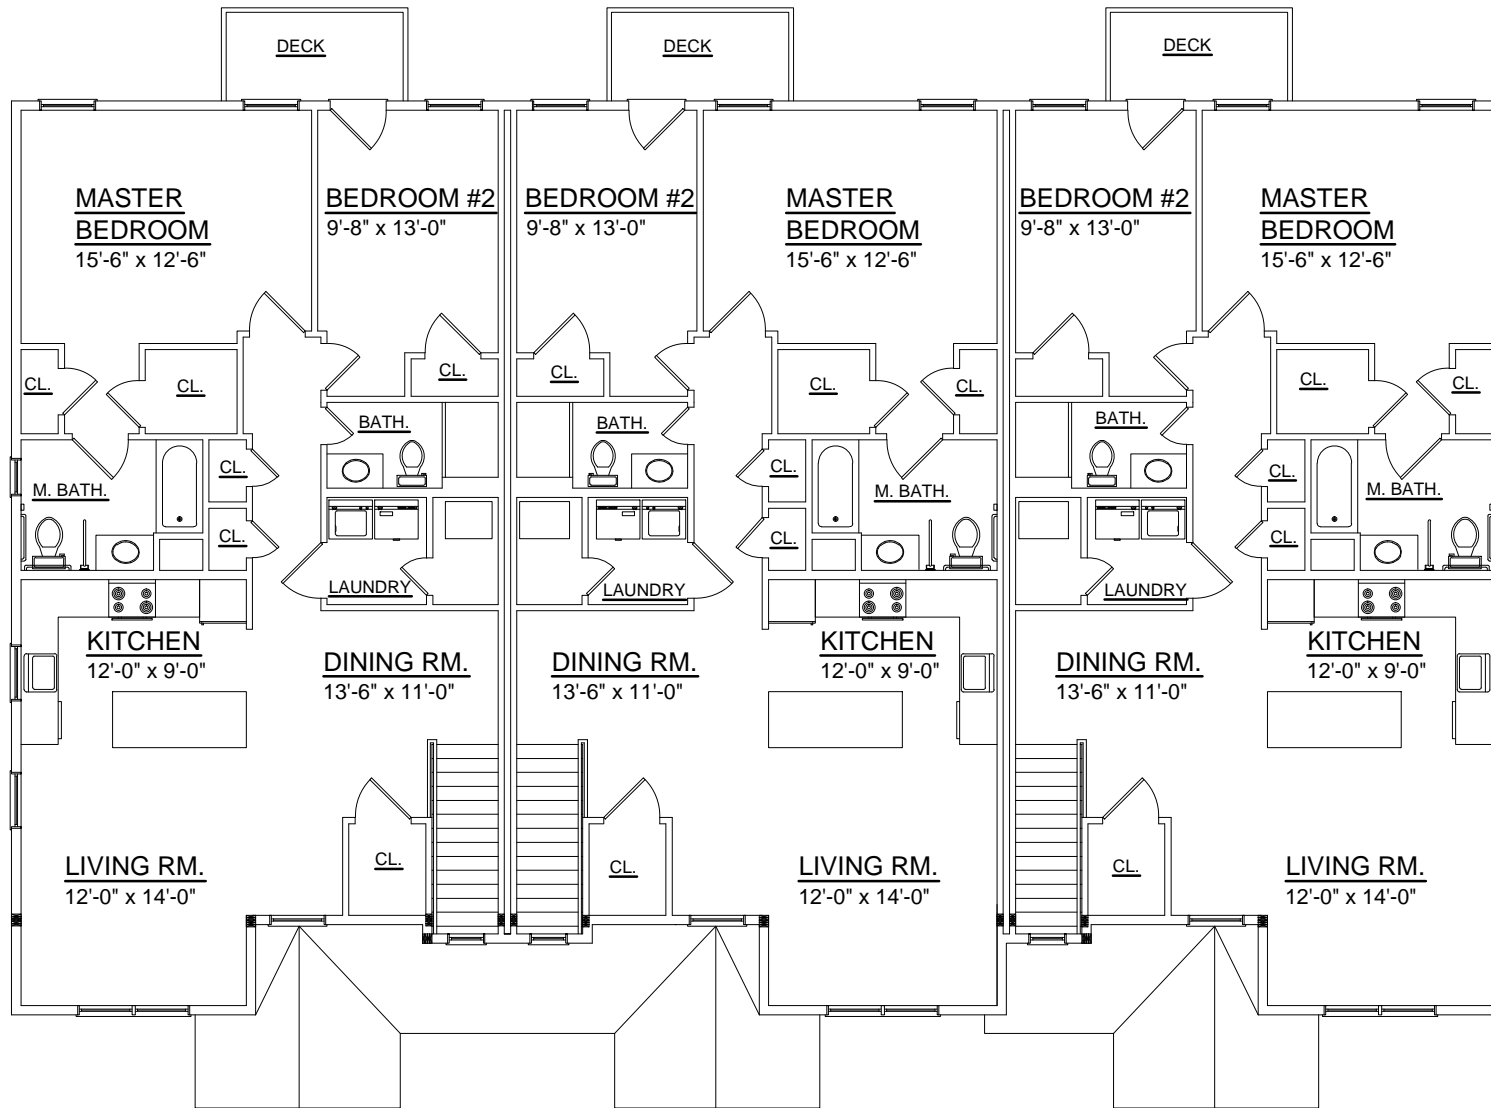 DECK
DECK
DECK
MASTER
BEDROOM
15'-6" x 12'-6"
BEDROOM #2
9'-8" x 13'-0"
BEDROOM #2
9'-8" x 13'-0"
MASTER
BEDROOM
15'-6" x 12'-6"
BEDROOM #2
9'-8" x 13'-0"
MASTER
BEDROOM
15'-6" x 12'-6"
CL.
CL.
CL.
CL.
CL.
CL.
CL.
CL.
BATH.
BATH.
BATH.
CL.
CL.
CL.
M. BATH.
M. BATH.
M. BATH.
CL.
CL.
CL.
LAUNDRY
LAUNDRY
LAUNDRY
KITCHEN
12'-0" x 9'-0"
DINING RM.
13'-6" x 11'-0"
DINING RM.
13'-6" x 11'-0"
KITCHEN
12'-0" x 9'-0"
DINING RM.
13'-6" x 11'-0"
KITCHEN
12'-0" x 9'-0"
LIVING RM.
12'-0" x 14'-0"
CL.
CL.
LIVING RM.
12'-0" x 14'-0"
CL.
LIVING RM.
12'-0" x 14'-0"